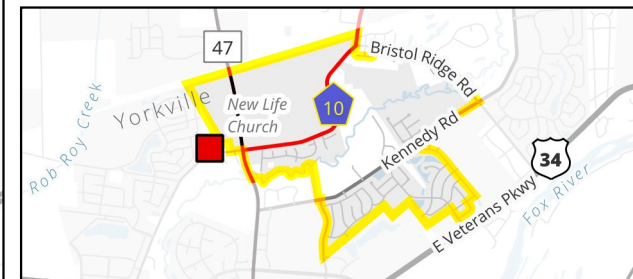 47
Bristol Ridge Rd
Yorkville
New Life
Church
10
Rob Roy Creek
Kennedy Rd
34
E Veterans Pkwy
Fox River